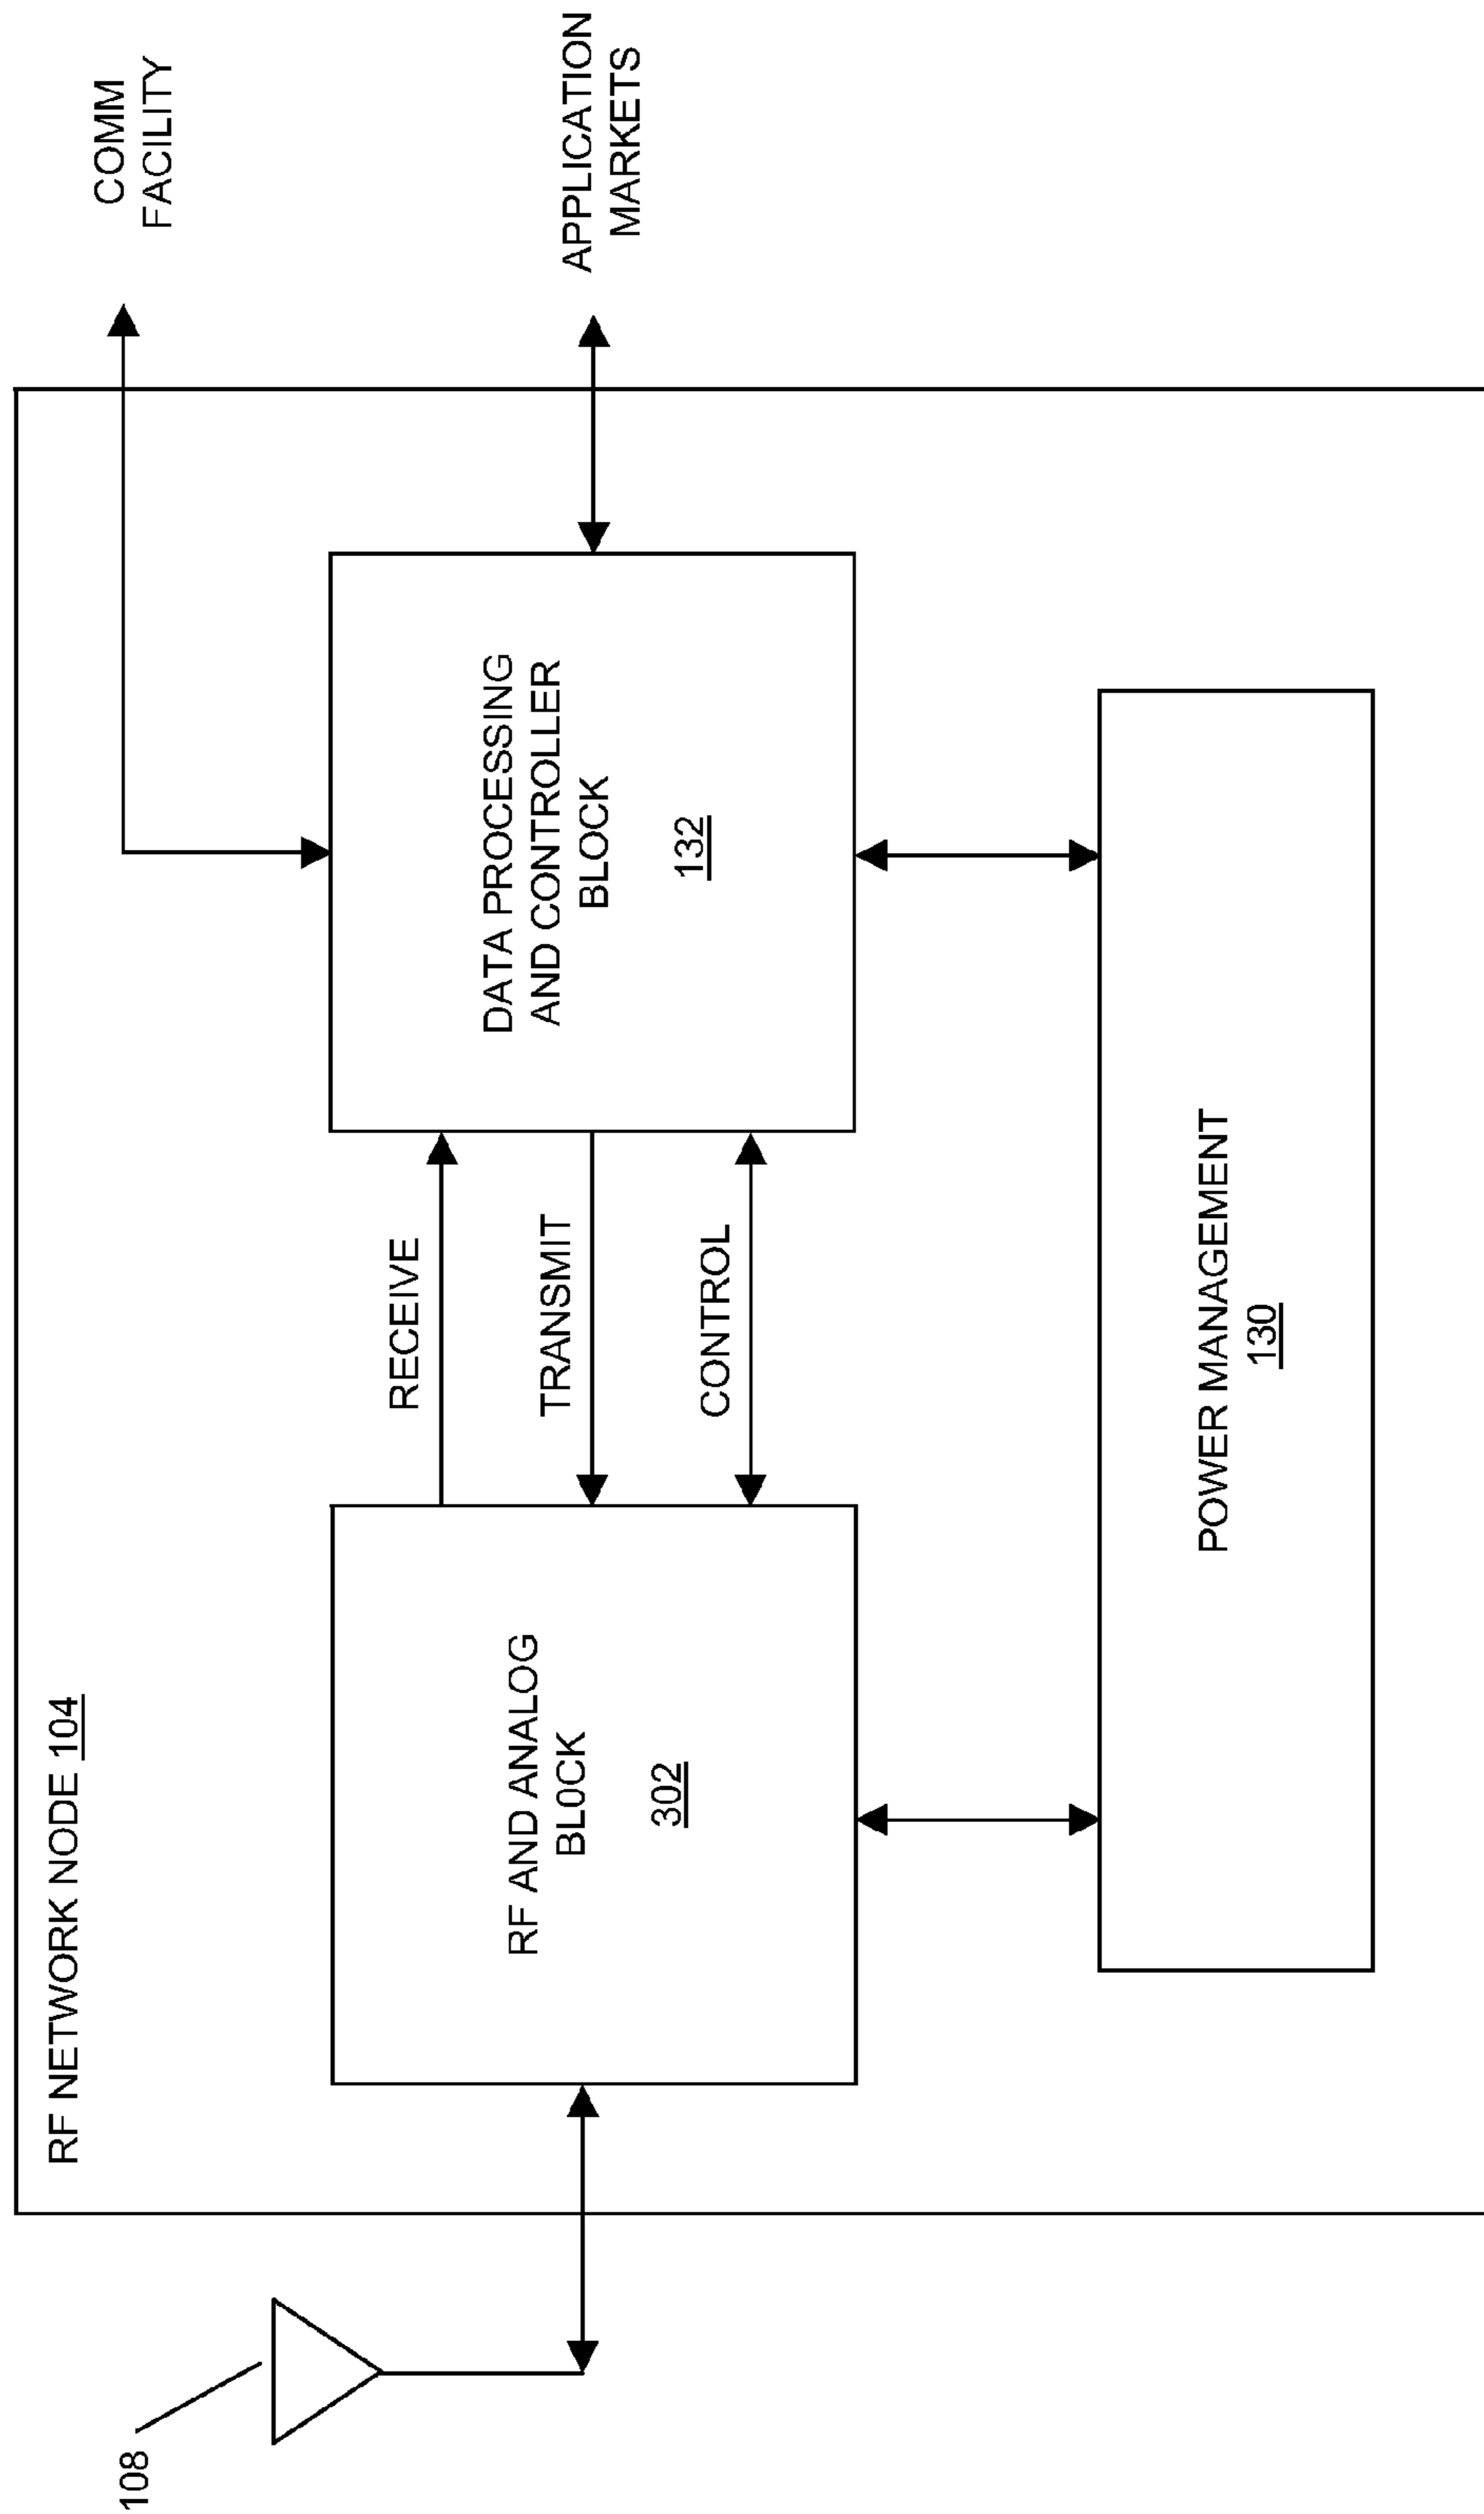 RF NETWORK NODE 104
COMM
FACILITY
108
RF AND ANALOG
BLOCK
302
RECEIVE
TRANSMIT
CONTROL
DATA PROCESSING
AND CONTROLLER
BLOCK
132
APPLICATION
MARKETS
POWER MANAGEMENT
130